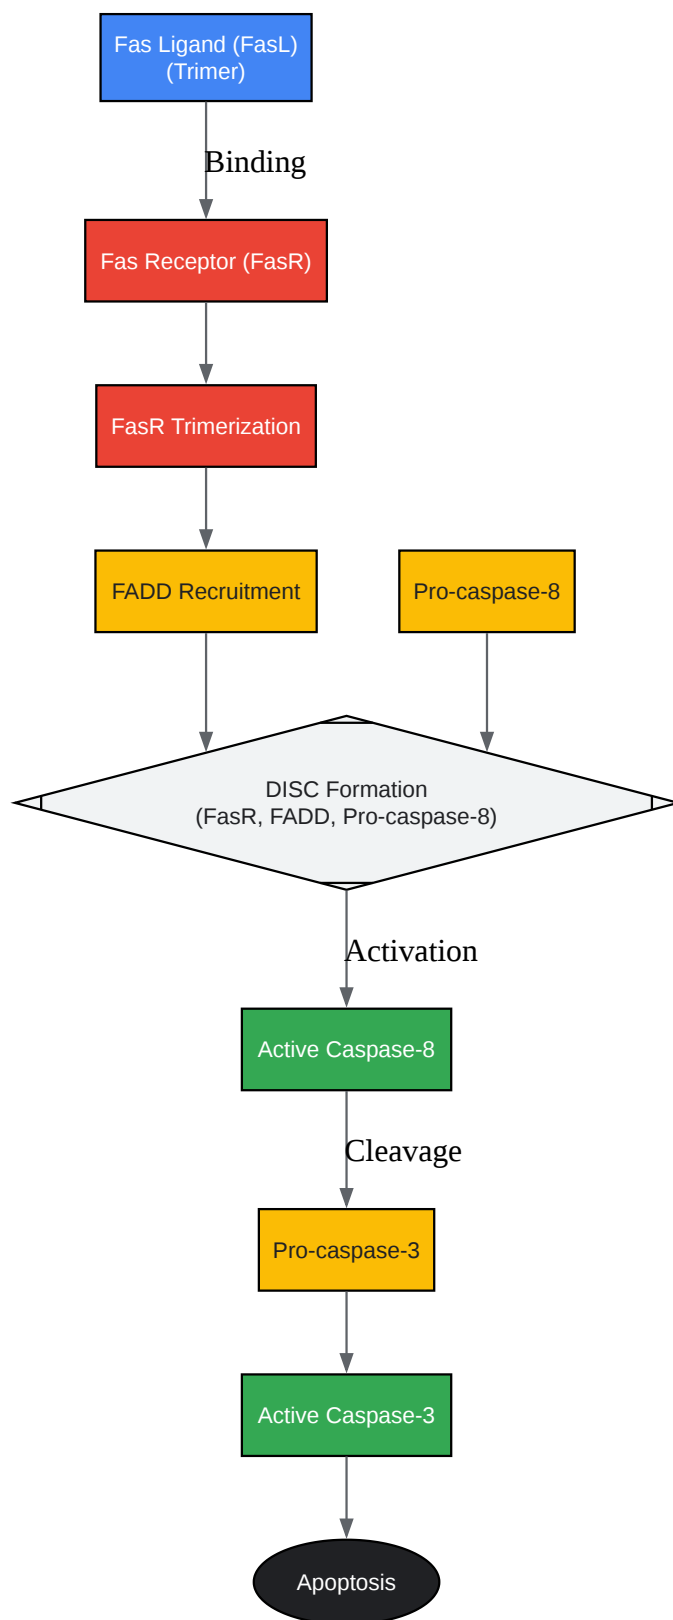 Fas Ligand (FasL)
(Trimer)
Binding
Fas Receptor (FasR)
FasR Trimerization
FADD Recruitment
Pro-caspase-8
DISC Formation
(FasR, FADD, Pro-caspase-8)
Activation
Active Caspase-8
Cleavage
Pro-caspase-3
Active Caspase-3
Apoptosis